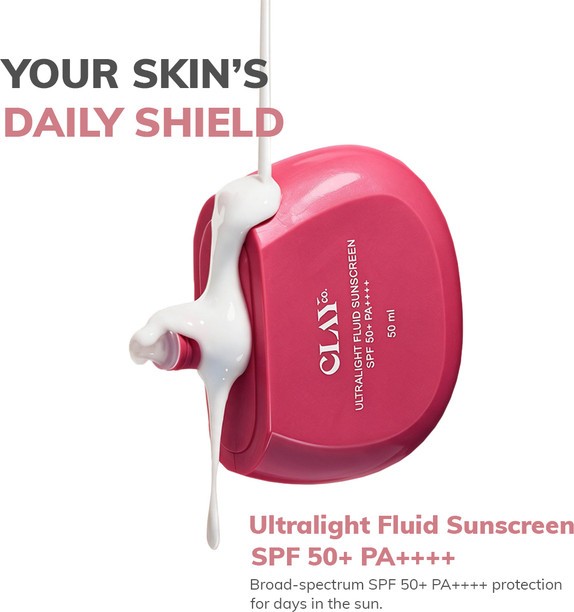 YOUR SKIN’S
DAILY SHIELD
CLAY co.
ULTRALIGHT FLUID SUNSCREEN
SPF 50+ PA++++
50 ml
Ultralight Fluid Sunscreen
SPF 50+ PA++++
Broad-spectrum SPF 50+ PA++++ protection
for days in the sun.